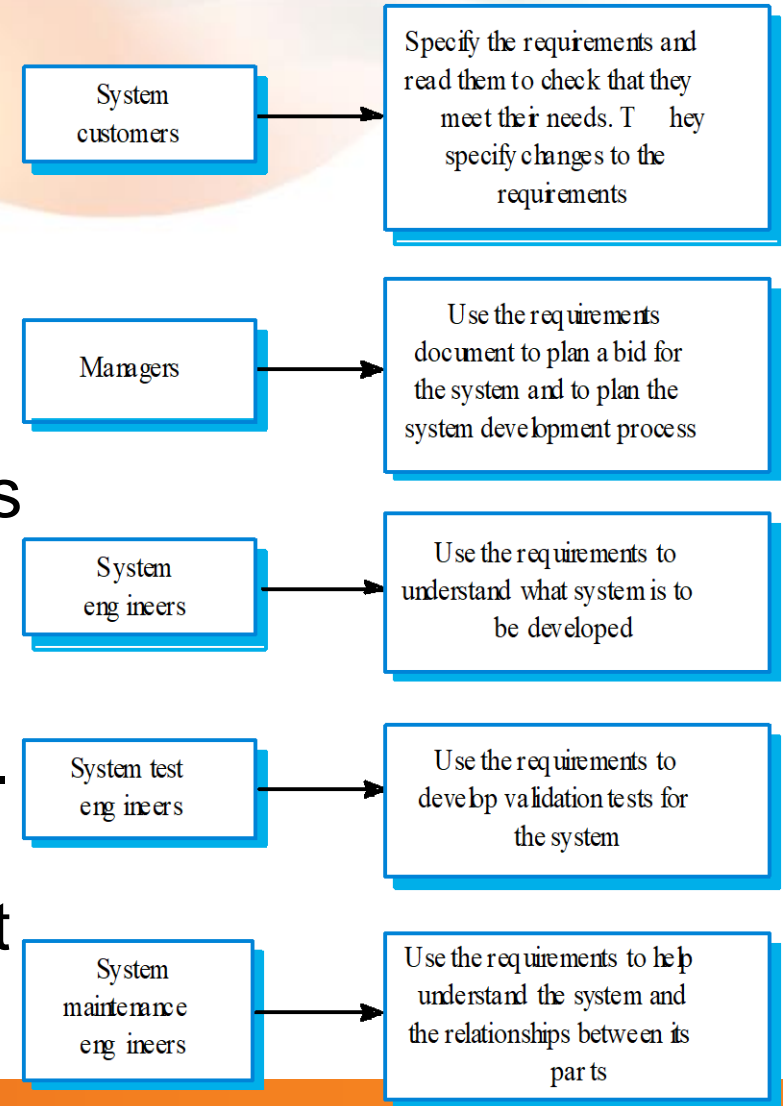 System
customers
Specify the requirements and
read them to check that they
meet their needs. T hey
specify changes to the
requirements
Managers
Use the requirements
document to plan a bid for
the system and to plan the
system development process
s
System
eng ineers
Use the requirements to
understand what system is to
be developed
.
System test
eng ineers
Use the requirements to
develop validation tests for
the system
t
System
maintenance
eng ineers
Use the requirements to help
understand the system and
the relationships between its
par ts